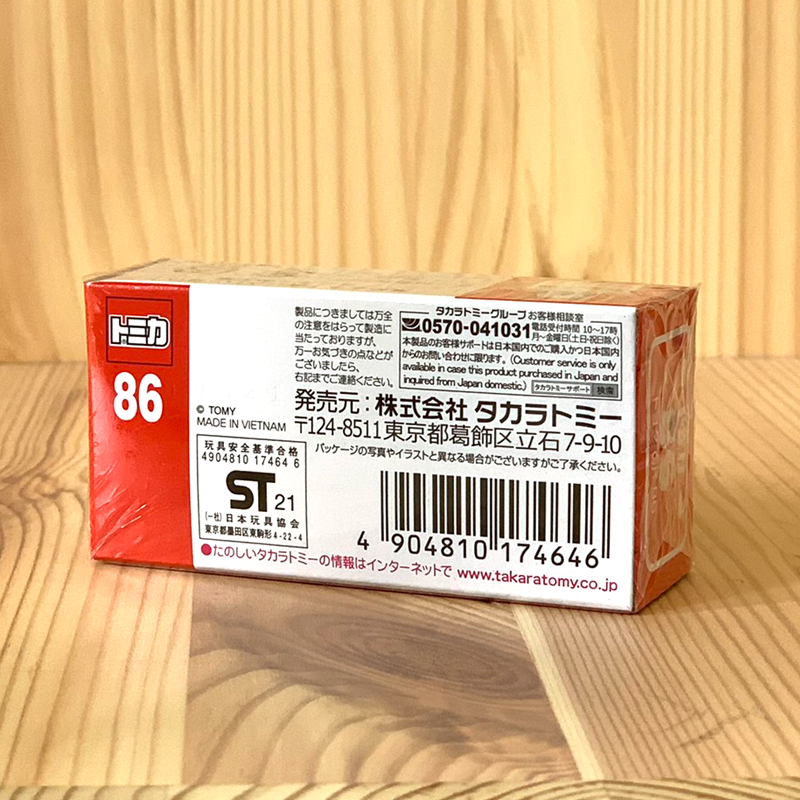 トミカ
86
© TOMY
MADE IN VIETNAM
玩具安全基準合格
4904810 17464 6
ST 21
(一社)日本玩具協会
東京都墨田区東駒形4-22-4
製品につきましては万全
の注意をはらって製造に
当たっておりますが、
万一お気づきの点などが
ございましたら、
右記までご連絡ください。
タカラトミーグループ お客様相談室
0570-041031 電話受付時間 10〜17時
月〜金曜日(土日・祝日除く)
本製品のお客様サポートは日本国内でのご購入かつ日本国内
からのお問い合わせに限ります。(Customer service is only
available in case this product purchased in Japan and
inquired from Japan domestic.) タカラトミーサポート 検索
発売元:株式会社 タカラトミー
〒124-8511 東京都葛飾区立石7-9-10
パッケージの写真やイラストと異なる場合がございますがご了承ください。
4 904810 174646
●たのしいタカラトミーの情報はインターネットで www.takaratomy.co.jp